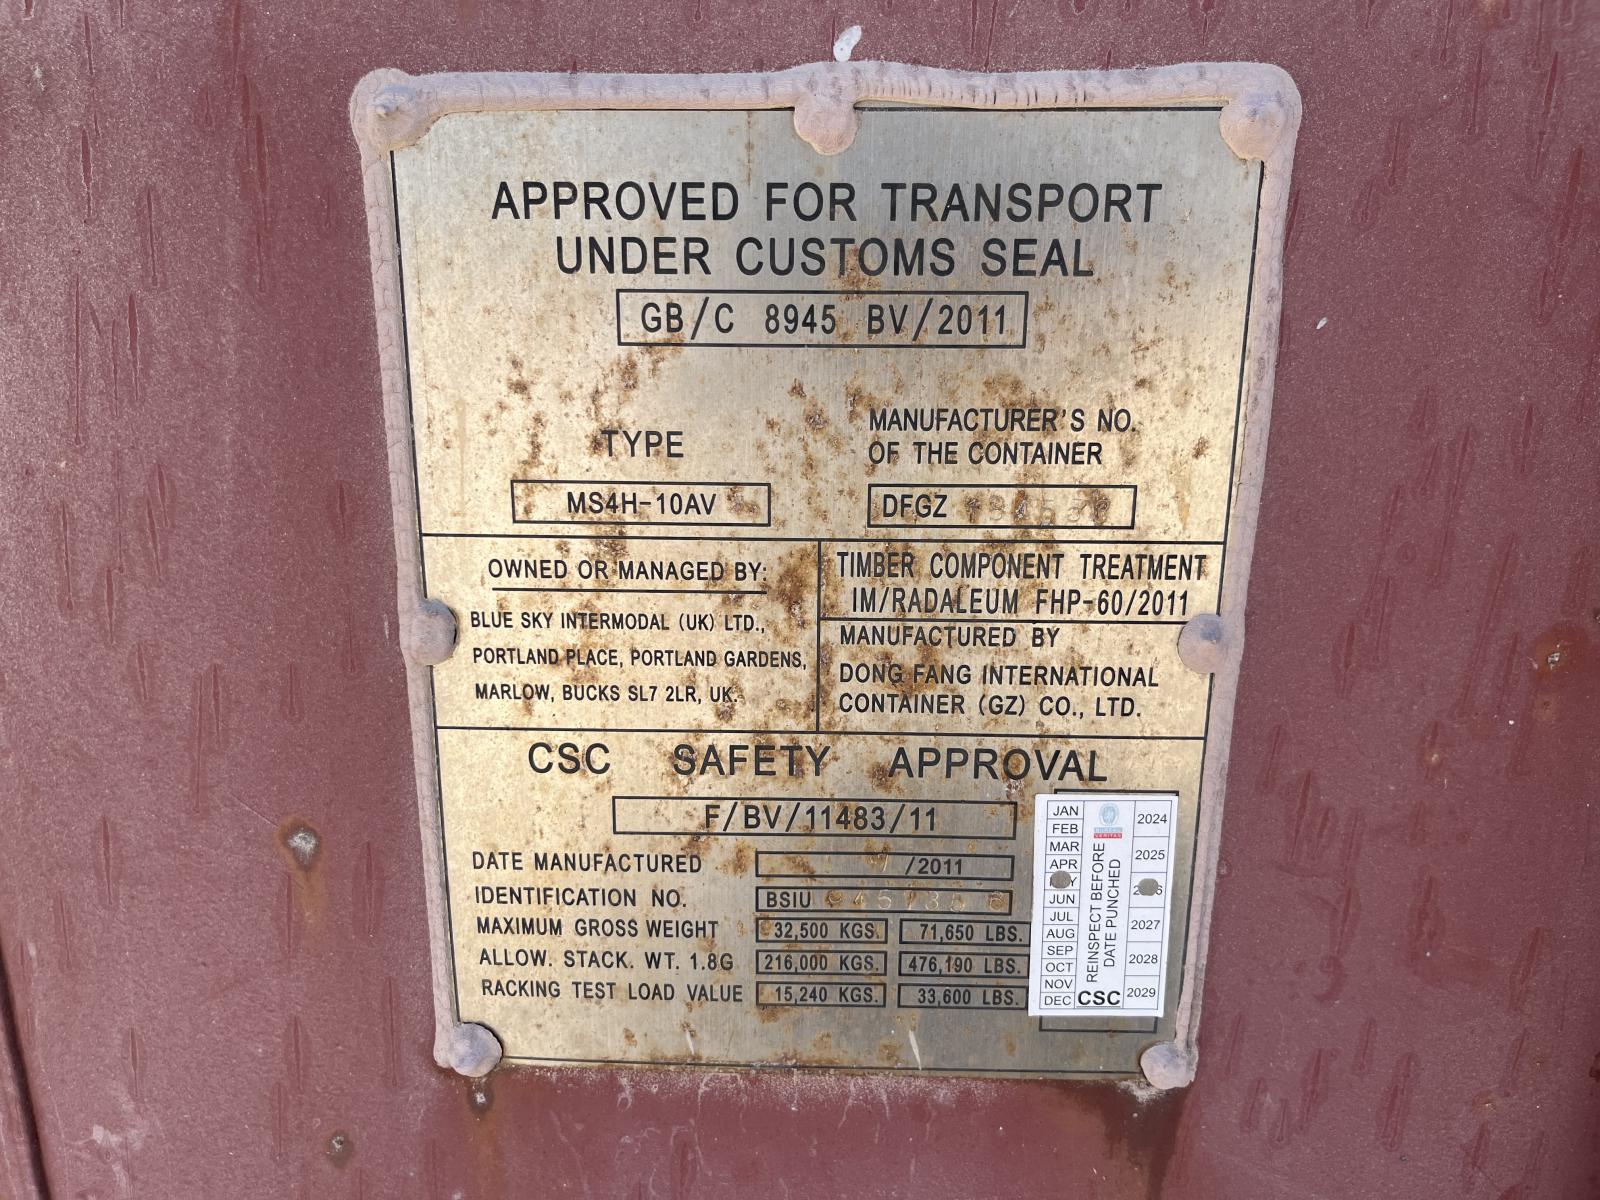 APPROVED FOR TRANSPORT
UNDER CUSTOMS SEAL
GB/C 8945 BV/2011
TYPE
MS4H-10AV
MANUFACTURER'S NO.
OF THE CONTAINER
DFGZ
OWNED OR MANAGED BY:
BLUE SKY INTERMODAL (UK) LTD.,
PORTLAND PLACE, PORTLAND GARDENS,
MARLOW, BUCKS SL7 2LR, UK.
TIMBER COMPONENT TREATMENT
IM/RADALEUM FHP-60/2011
MANUFACTURED BY
DONG FANG INTERNATIONAL
CONTAINER (GZ) CO., LTD.
CSC SAFETY APPROVAL
F/BV/11483/11
DATE MANUFACTURED /2011
IDENTIFICATION NO. BSIU
MAXIMUM GROSS WEIGHT 32,500 KGS. 71,650 LBS.
ALLOW. STACK. WT. 1.8G 216,000 KGS. 476,190 LBS.
RACKING TEST LOAD VALUE 15,240 KGS. 33,600 LBS.
JAN
FEB
MAR
APR
JUN
JUL
AUG
SEP
OCT
NOV
DEC
BUREAU
VERITAS
REINSPECT BEFORE
DATE PUNCHED
CSC
2024
2025
2027
2028
2029